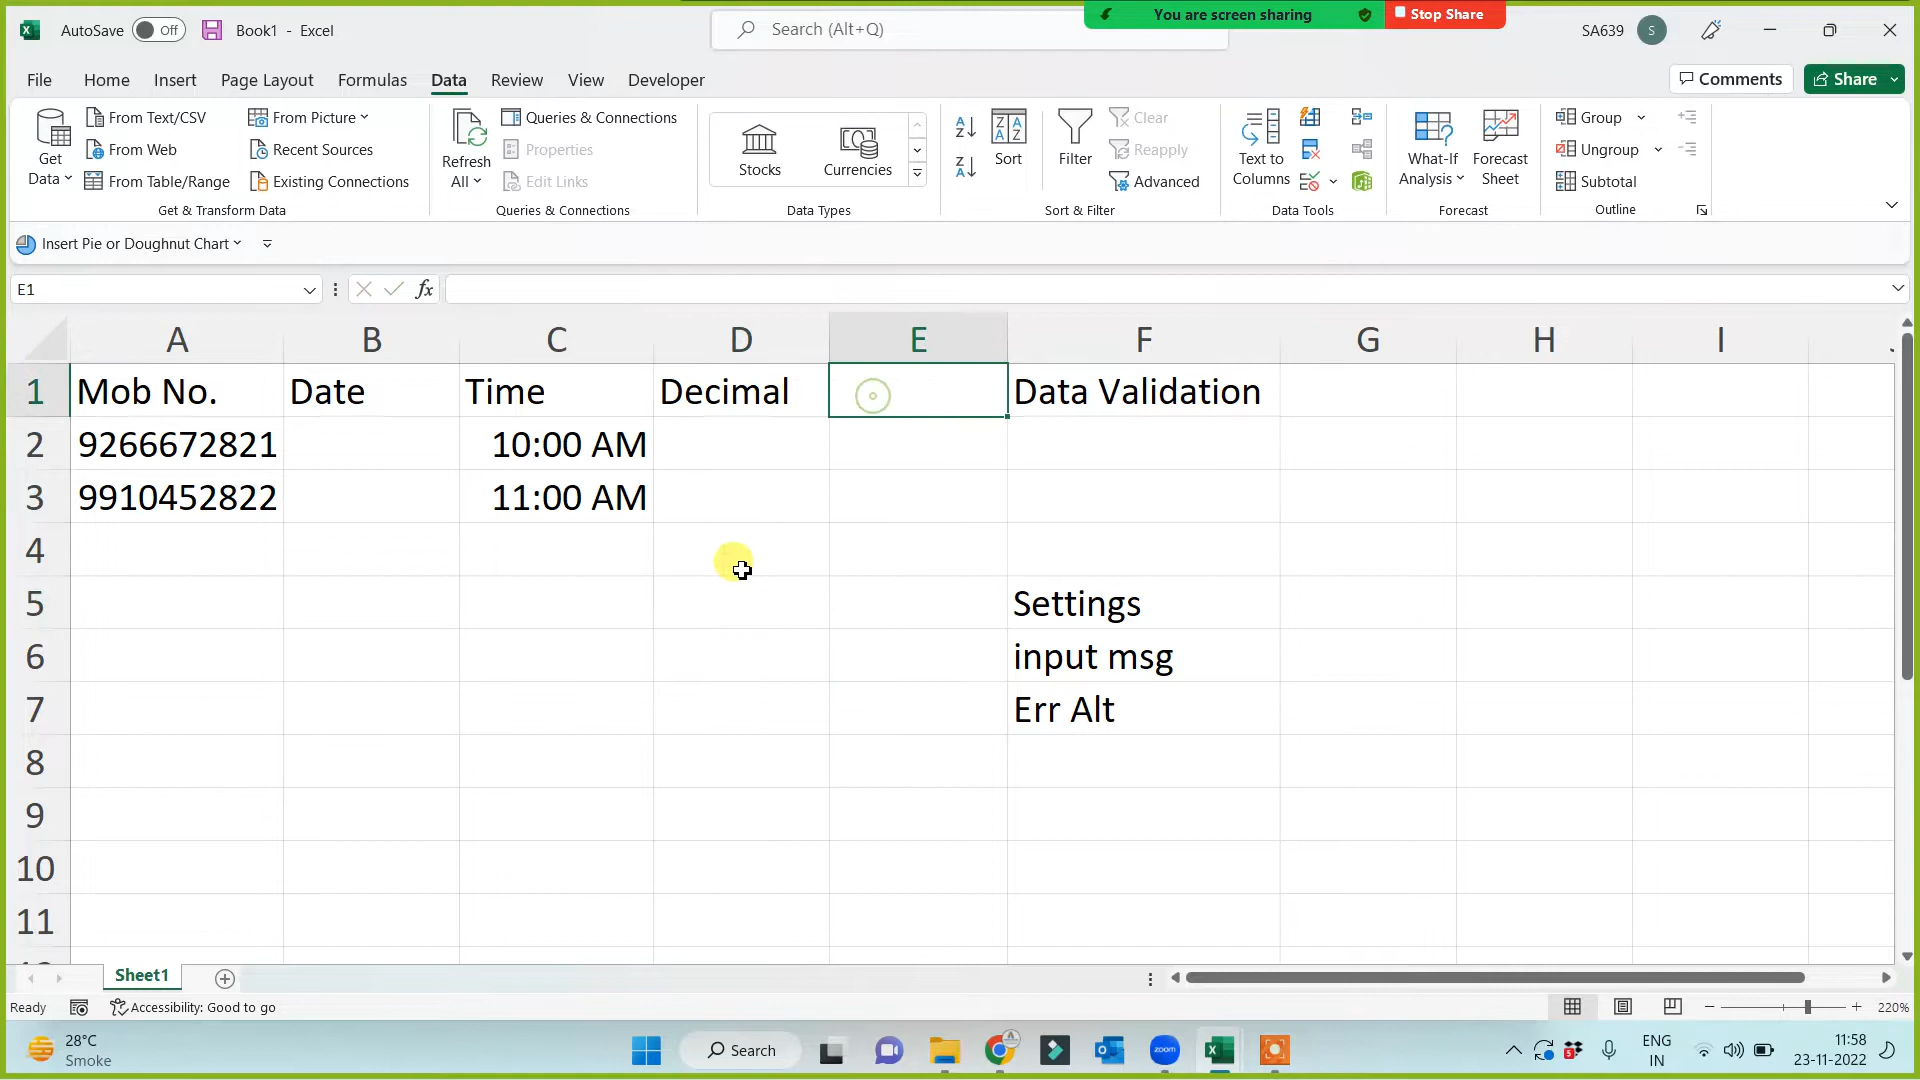 AutoSave Off Book1 - Excel Search (Alt+Q) You are screen sharing Stop Share SA639 S
File Home Insert Page Layout Formulas Data Review View Developer Comments Share
Get Data From Text/CSV From Picture
From Web Recent Sources
From Table/Range Existing Connections
Get & Transform Data
Refresh All Queries & Connections
Properties
Edit Links
Queries & Connections
Stocks Currencies
Data Types
Sort Filter Clear
Reapply
Advanced
Sort & Filter
Text to Columns
Data Tools
What-If Analysis Forecast Sheet
Forecast
Group
Ungroup
Subtotal
Outline
Insert Pie or Doughnut Chart
E1 fx
A B C D E F G H I
1 Mob No. Date Time Decimal Data Validation
2 9266672821 10:00 AM
3 9910452822 11:00 AM
4
5 Settings
6 input msg
7 Err Alt
8
9
10
11
Sheet1
Ready Accessibility: Good to go 220%
28°C
Smoke
Search
zoom
ENG
IN
11:58
23-11-2022